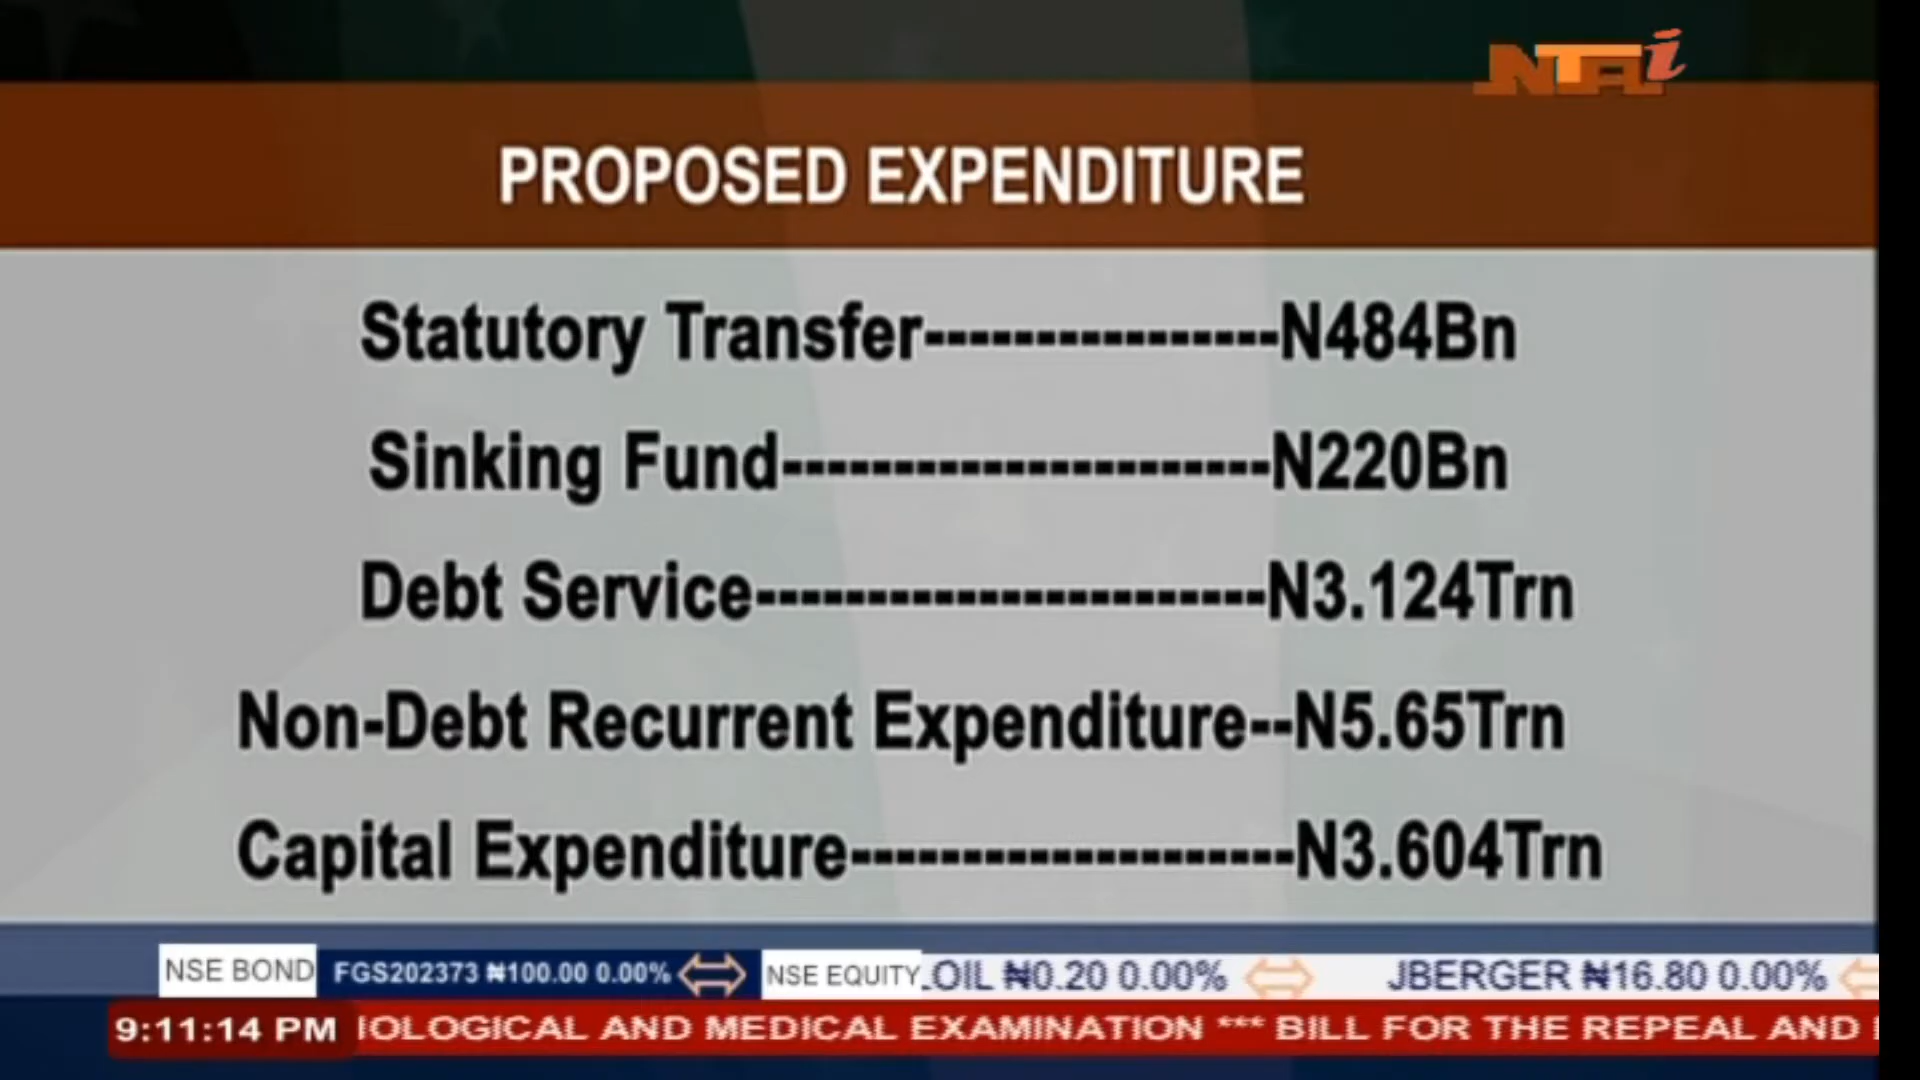 NTAi
PROPOSED EXPENDITURE
Statutory Transfer----------------N484Bn
Sinking Fund----------------------N220Bn
Debt Service-----------------------N3.124Trn
Non-Debt Recurrent Expenditure--N5.65Trn
Capital Expenditure--------------------N3.604Trn
NSE BOND FGS202373 ₦100.00 0.00% NSE EQUITY .OIL ₦0.20 0.00% JBERGER ₦16.80 0.00%
9:11:14 PM IOLOGICAL AND MEDICAL EXAMINATION *** BILL FOR THE REPEAL AND